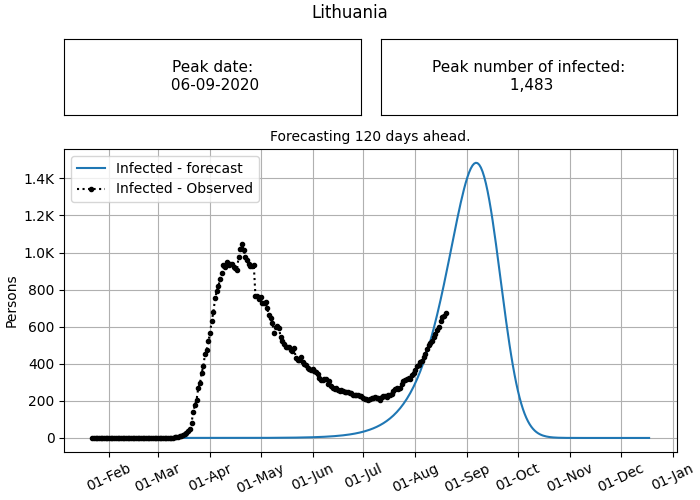 Lithuania
Peak date:
06-09-2020
Peak number of infected:
1,483
Forecasting 120 days ahead.
Infected - forecast
Infected - Observed
1.4K
1.2K
1.0K
800
600
400
200
0
Persons
01-Feb
01-Mar
01-Apr
01-May
01-Jun
01-Jul
01-Aug
01-Sep
01-Oct
01-Nov
01-Dec
01-Jan